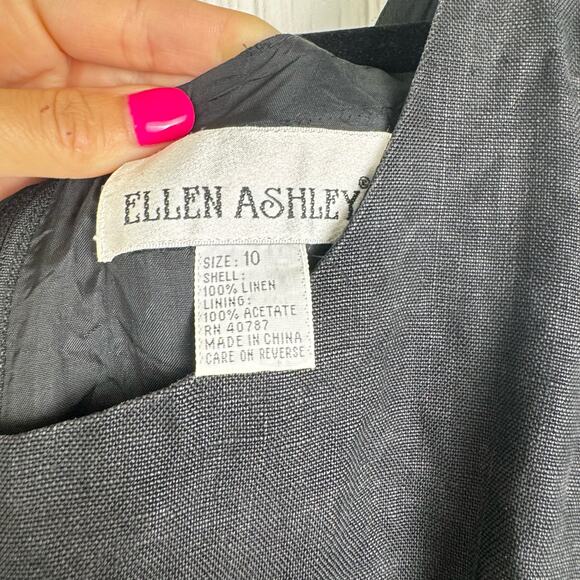 ELLEN ASHLEY®
SIZE: 10
SHELL:
100% LINEN
LINING:
100% ACETATE
RN 40787
MADE IN CHINA
CARE ON REVERSE